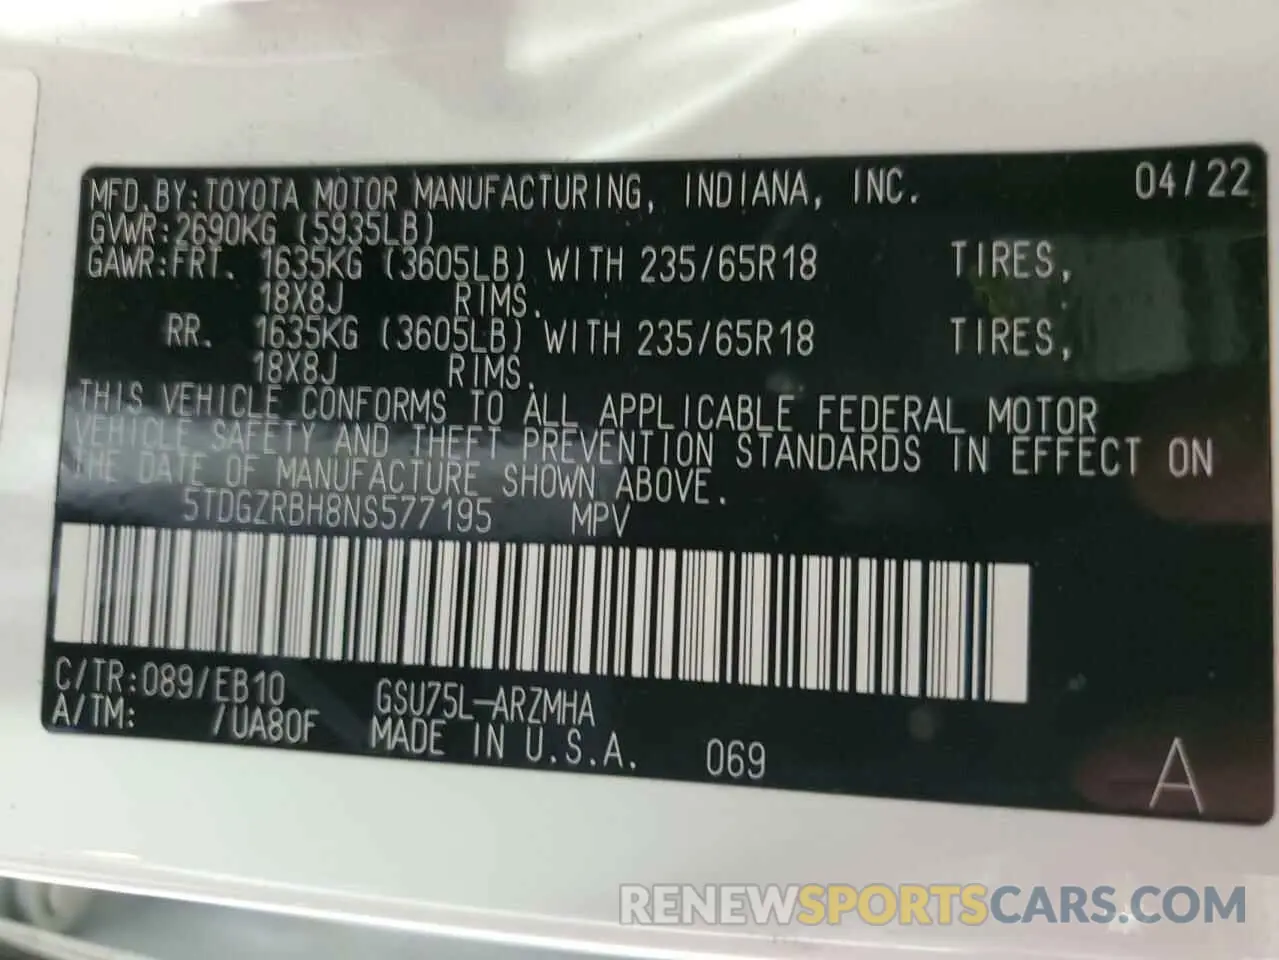 MFD.BY:TOYOTA MOTOR MANUFACTURING, INDIANA, INC. 04/22
GVWR:2690KG (5935LB)
GAWR:FRT. 1635KG (3605LB) WITH 235/65R18 TIRES,
18X8J RIMS.
RR. 1635KG (3605LB) WITH 235/65R18 TIRES,
18X8J RIMS.
THIS VEHICLE CONFORMS TO ALL APPLICABLE FEDERAL MOTOR
VEHICLE SAFETY AND THEFT PREVENTION STANDARDS IN EFFECT ON
THE DATE OF MANUFACTURE SHOWN ABOVE.
5TDGZRBH8NS577195 MPV
C/TR:089/EB10 GSU75L-ARZMHA
A/TM: /UA80F MADE IN U.S.A. 069 A
RENEWSPORTSCARS.COM